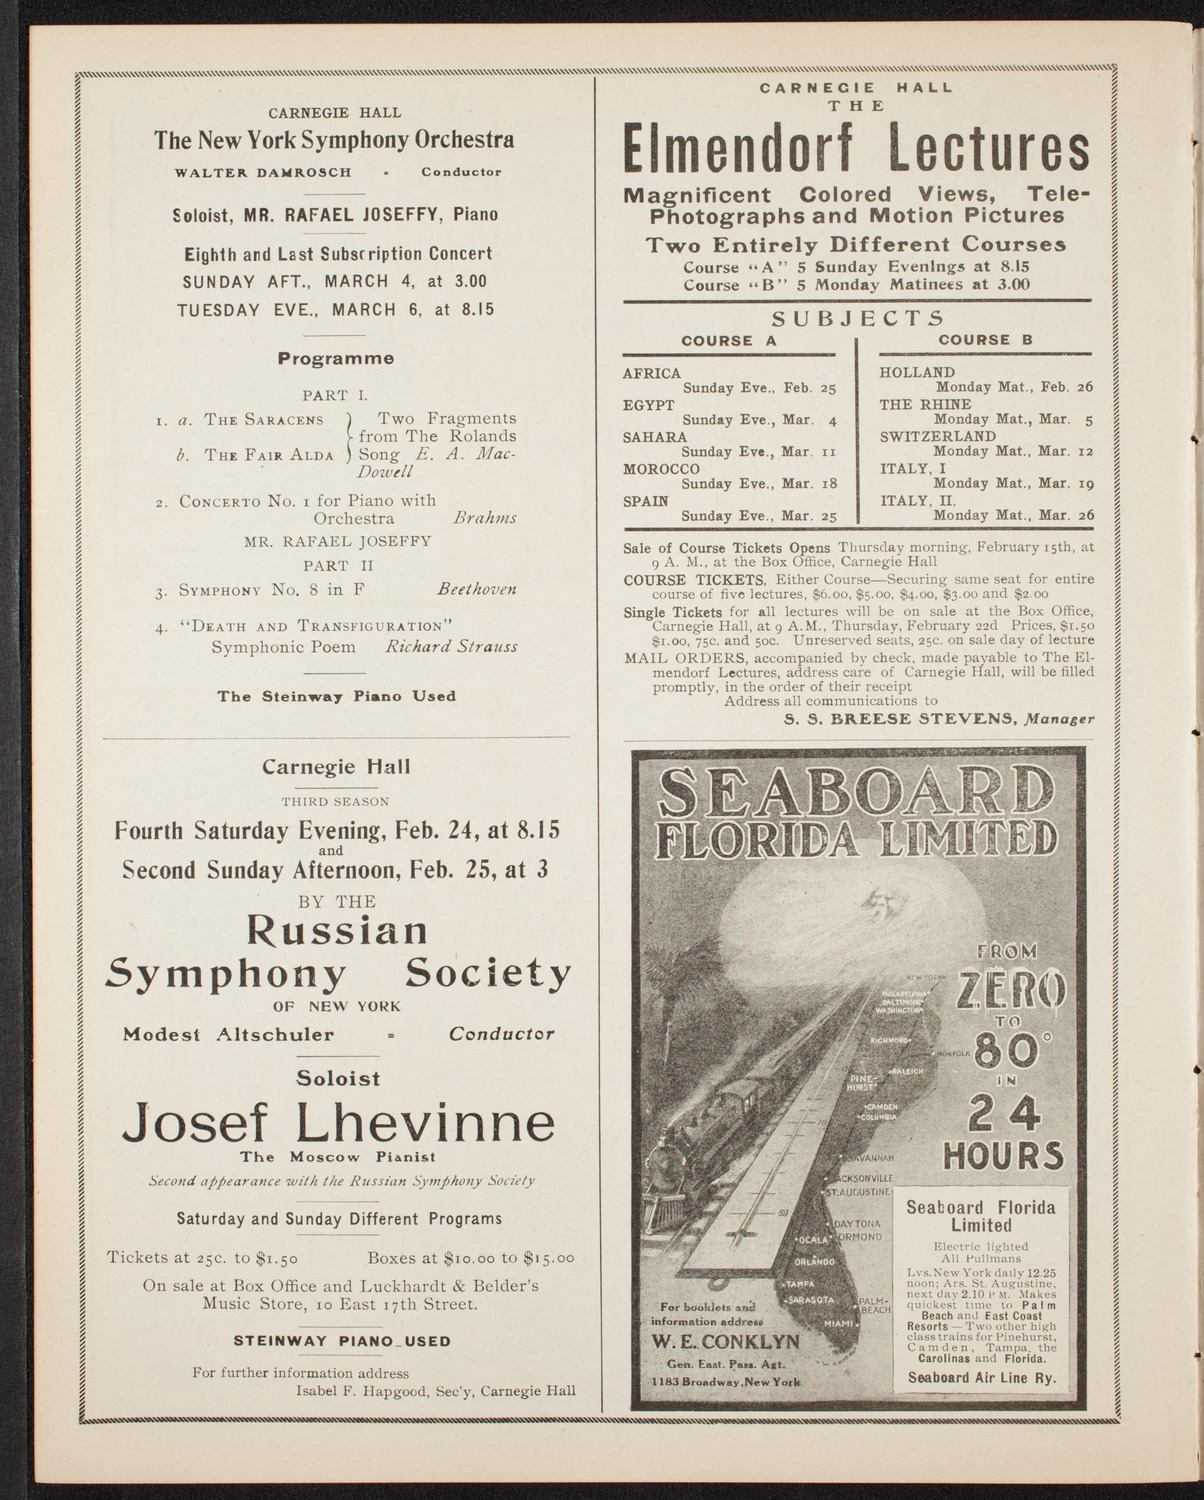 CARNEGIE HALL
The New York Symphony Orchestra
WALTER DAMROSCH - Conductor
Soloist, MR. RAFAEL JOSEFFY, Piano
Eighth and Last Subscription Concert
SUNDAY AFT., MARCH 4, at 3.00
TUESDAY EVE., MARCH 6, at 8.15
Programme
PART I.
1. a. THE SARACENS } Two Fragments
from The Rolands
b. THE FAIR ALDA } Song E. A. Mac-
Dowell
2. CONCERTO No. 1 for Piano with
Orchestra Brahms
MR. RAFAEL JOSEFFY
PART II
3. SYMPHONY No. 8 in F Beethoven
4. "DEATH AND TRANSFIGURATION"
Symphonic Poem Richard Strauss
The Steinway Piano Used
Carnegie Hall
THIRD SEASON
Fourth Saturday Evening, Feb. 24, at 8.15
and
Second Sunday Afternoon, Feb. 25, at 3
BY THE
Russian
Symphony Society
OF NEW YORK
Modest Altschuler = Conductor
Soloist
Josef Lhevinne
The Moscow Pianist
Second appearance with the Russian Symphony Society
Saturday and Sunday Different Programs
Tickets at 25c. to $1.50 Boxes at $10.00 to $15.00
On sale at Box Office and Luckhardt & Belder's
Music Store, 10 East 17th Street.
STEINWAY PIANO USED
For further information address
Isabel F. Hapgood, Sec'y, Carnegie Hall
CARNEGIE HALL
THE
Elmendorf Lectures
Magnificent Colored Views, Tele-
Photographs and Motion Pictures
Two Entirely Different Courses
Course "A" 5 Sunday Evenings at 8.15
Course "B" 5 Monday Matinees at 3.00
SUBJECTS
COURSE A
AFRICA
Sunday Eve., Feb. 25
EGYPT
Sunday Eve., Mar. 4
SAHARA
Sunday Eve., Mar. 11
MOROCCO
Sunday Eve., Mar. 18
SPAIN
Sunday Eve., Mar. 25
COURSE B
HOLLAND
Monday Mat., Feb. 26
THE RHINE
Monday Mat., Mar. 5
SWITZERLAND
Monday Mat., Mar. 12
ITALY, I
Monday Mat., Mar. 19
ITALY, II.
Monday Mat., Mar. 26
Sale of Course Tickets Opens Thursday morning, February 15th, at
9 A. M., at the Box Office, Carnegie Hall
COURSE TICKETS, Either Course—Securing same seat for entire
course of five lectures, $6.00, $5.00, $4.00, $3.00 and $2.00
Single Tickets for all lectures will be on sale at the Box Office,
Carnegie Hall, at 9 A.M., Thursday, February 22d Prices, $1.50
$1.00, 75c. and 50c. Unreserved seats, 25c. on sale day of lecture
MAIL ORDERS, accompanied by check, made payable to The El-
mendorf Lectures, address care of Carnegie Hall, will be filled
promptly, in the order of their receipt
Address all communications to
S. S. BREESE STEVENS, Manager
SEABOARD
FLORIDA LIMITED
FROM
ZERO
TO
80°
IN
24
HOURS
NEW YORK
PHILADELPHIA
BALTIMORE
WASHINGTON
RICHMOND
NORFOLK
RALEIGH
PINE-
HURST
CAMDEN
COLUMBIA
SAVANNAH
JACKSONVILLE
ST. AUGUSTINE
80
DAYTONA
OCALA ORMOND
ORLANDO
TAMPA
SARASOTA
PALM-
BEACH
MIAMI
For booklets and
information address
W. E. CONKLYN
Gen. East. Pass. Agt.
1183 Broadway, New York
Seaboard Florida
Limited
Electric lighted
All Pullmans
Lvs. New York daily 12.25
noon; Ars. St. Augustine,
next day 2.10 P M. Makes
quickest time to Palm
Beach and East Coast
Resorts — Two other high
class trains for Pinehurst,
Camden, Tampa, the
Carolinas and Florida.
Seaboard Air Line Ry.